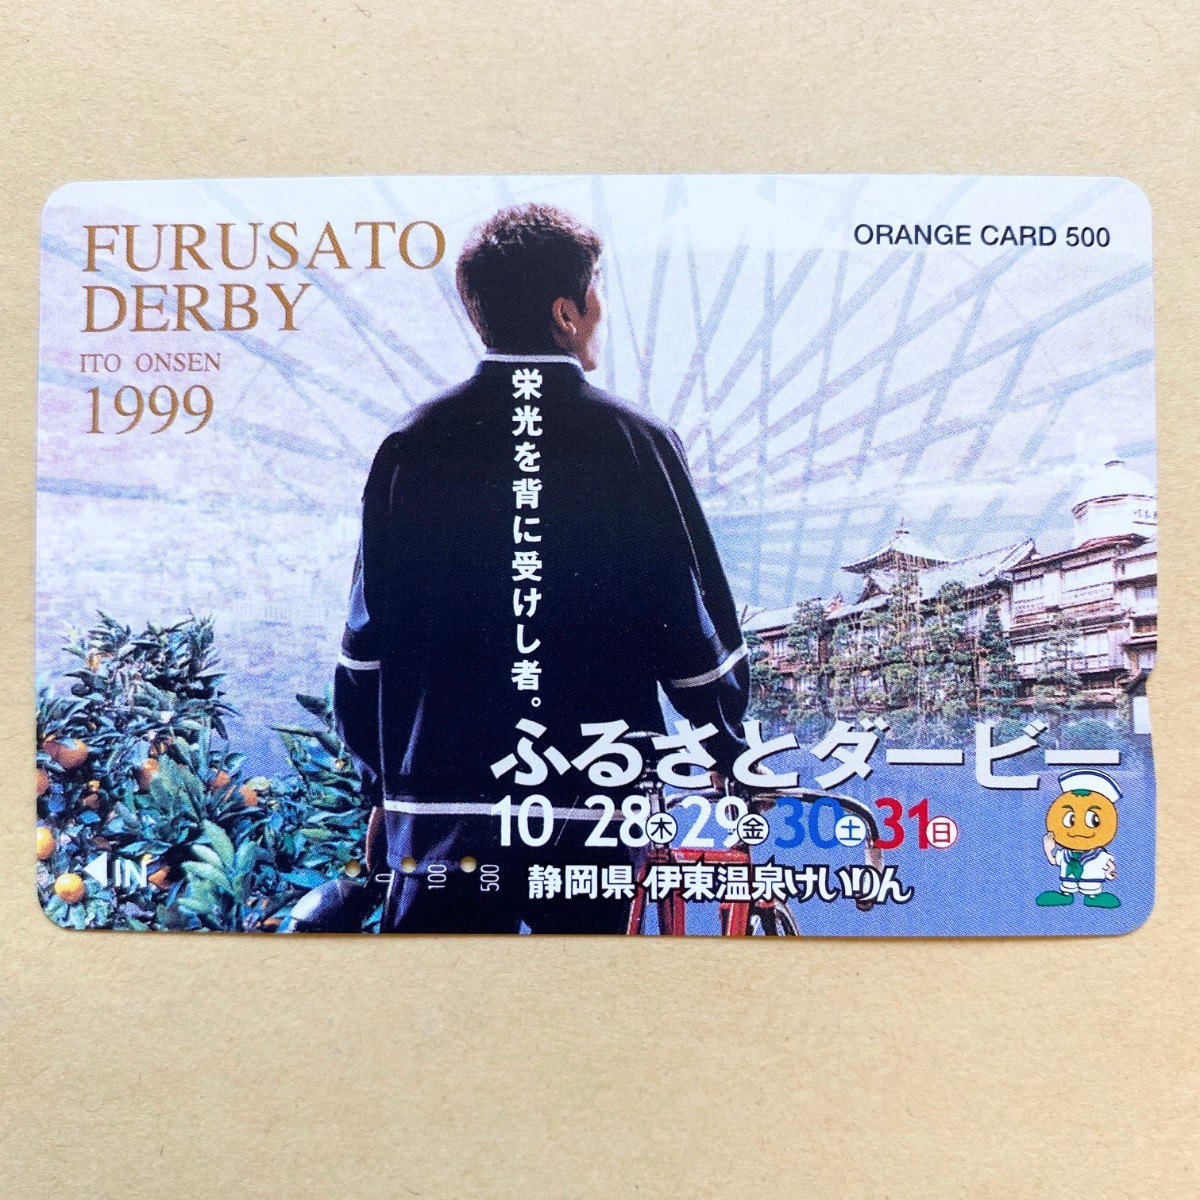 FURUSATO
DERBY
ITO ONSEN
1999
ORANGE CARD 500
栄光を背に受けし者。
ふるさとダービー
10/28木29金30土31日
静岡県 伊東温泉けいりん
◀IN
0 100 500